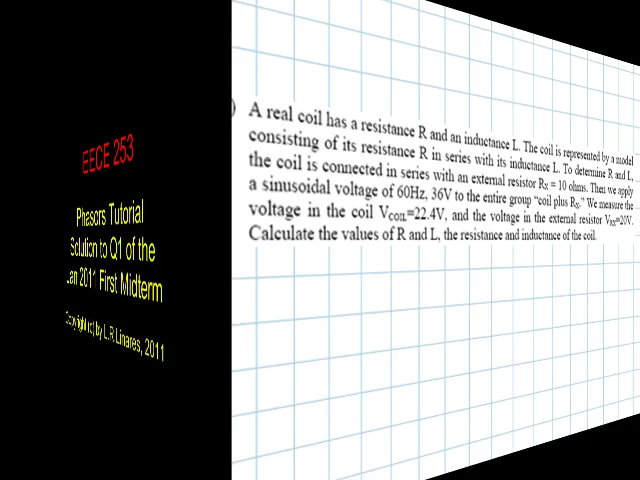 EECE 253
Phasors Tutorial
Solution to Q1 of the
Jan 2011 First Midterm
Copyright (c) by L.R.Linares, 2011
) A real coil has a resistance R and an inductance L. The coil is represented by a model
consisting of its resistance R in series with its inductance L. To determine R and L,
the coil is connected in series with an external resistor RX = 10 ohms. Then we apply
a sinusoidal voltage of 60Hz, 36V to the entire group “coil plus RX.” We measure the
voltage in the coil VCOIL=22.4V, and the voltage in the external resistor VRX=20V.
Calculate the values of R and L, the resistance and inductance of the coil.